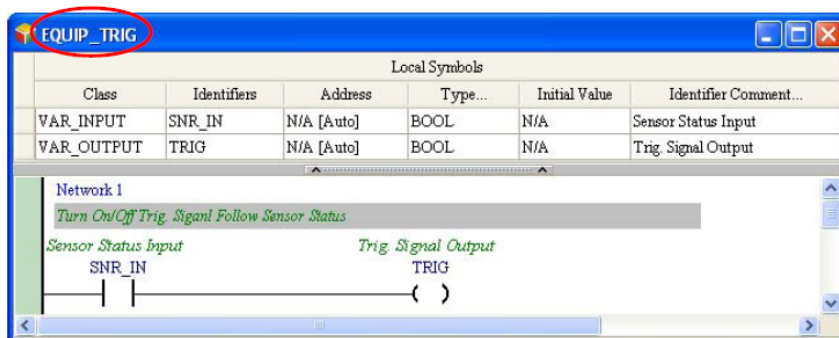 EQUIP_TRIG
Local Symbols
Class Identifiers Address Type... Initial Value Identifier Comment...
VAR_INPUT SNR_IN N/A [Auto] BOOL N/A Sensor Status Input
VAR_OUTPUT TRIG N/A [Auto] BOOL N/A Trig. Signal Output
Network 1
Turn On/Off Trig. Siganl Follow Sensor Status
Sensor Status Input Trig. Signal Output
SNR_IN TRIG